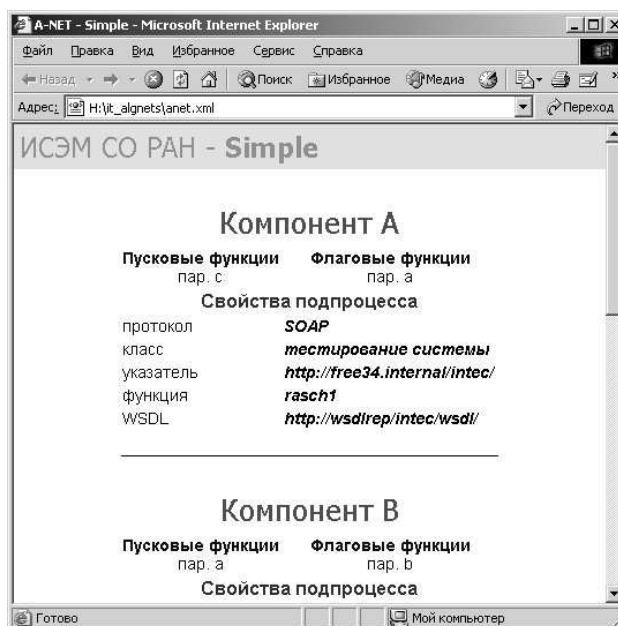 A-NET - Simple - Microsoft Internet Explorer
Файл Правка Вид Избранное Сервис Справка
Назад Поиск Избранное Медиа »
Адрес: H:\it_algnets\anet.xml Переход
ИСЭМ СО РАН - Simple
Компонент A
Пусковые функции Флаговые функции
пар. c пар. a
Свойства подпроцесса
протокол SOAP
класс тестирование системы
указатель http://free34.internal/intec/
функция rasch1
WSDL http://wsdlrep/intec/wsdl/
Компонент B
Пусковые функции Флаговые функции
пар. a пар. b
Свойства подпроцесса
Готово Мой компьютер